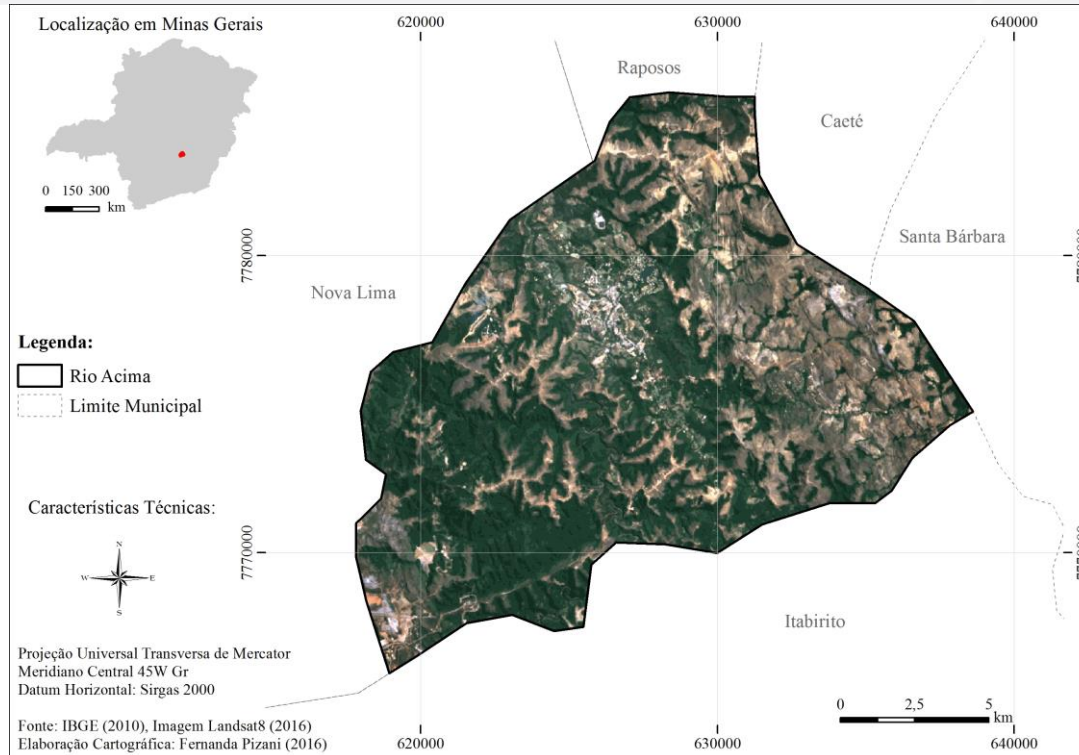 Localização em Minas Gerais
0 150 300
km
620000
630000
640000
Raposos
Caeté
Santa Bárbara
Nova Lima
7780000
7780000
Legenda:
Rio Acima
Limite Municipal
Características Técnicas:
N
W
E
S
7770000
7770000
Itabirito
Projeção Universal Transversa de Mercator
Meridiano Central 45W Gr
Datum Horizontal: Sirgas 2000
Fonte: IBGE (2010), Imagem Landsat8 (2016)
Elaboração Cartográfica: Fernanda Pizani (2016)
0 2,5 5
km
620000
630000
640000